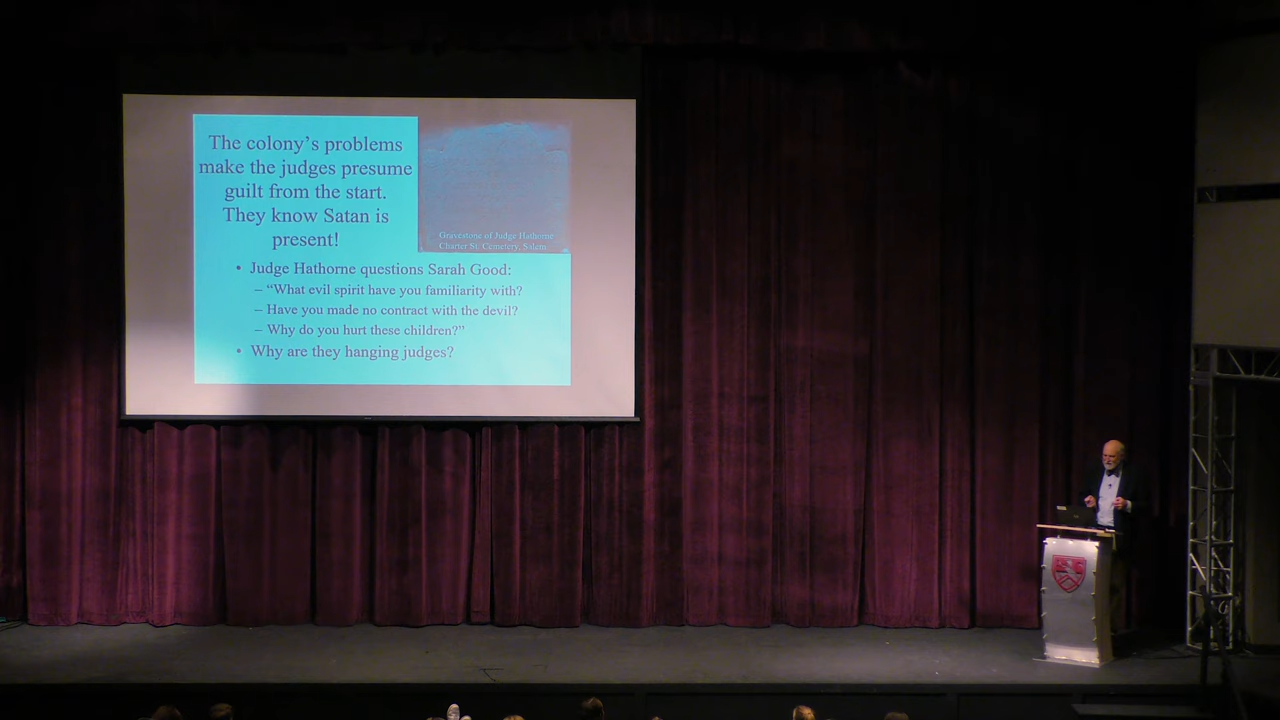 The colony's problems
make the judges presume
guilt from the start.
They know Satan is
present!
Gravestone of Judge Hathorne
Charter St. Cemetery, Salem
• Judge Hathorne questions Sarah Good:
– “What evil spirit have you familiarity with?
– Have you made no contract with the devil?
– Why do you hurt these children?”
• Why are they hanging judges?